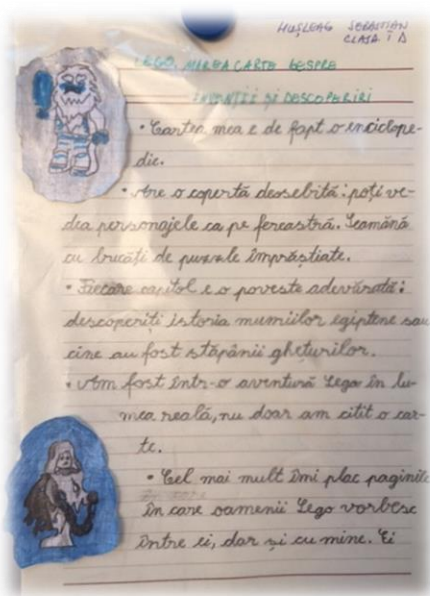 HUȘLEAG SEBASTIAN
CLASA I D
LEGO, MAREA CARTE DESPRE
INVENȚII ȘI DESCOPERIRI
• Cartea mea e de fapt o enciclope-
die.
• Are o copertă deosebită: poți ve-
dea personajele ca pe fereastră. Seamănă
cu bucăți de puzzle împrăștiate.
• Fiecare capitol e o poveste adevărată:
descoperiți istoria mumiilor egiptene sau
cine au fost stăpânii ghețurilor.
• Am fost într-o aventură Lego în lu-
mea reală, nu doar am citit o car-
te.
• Cel mai mult îmi plac paginile
în care oamenii Lego vorbesc
între ei, dar și cu mine. Ei